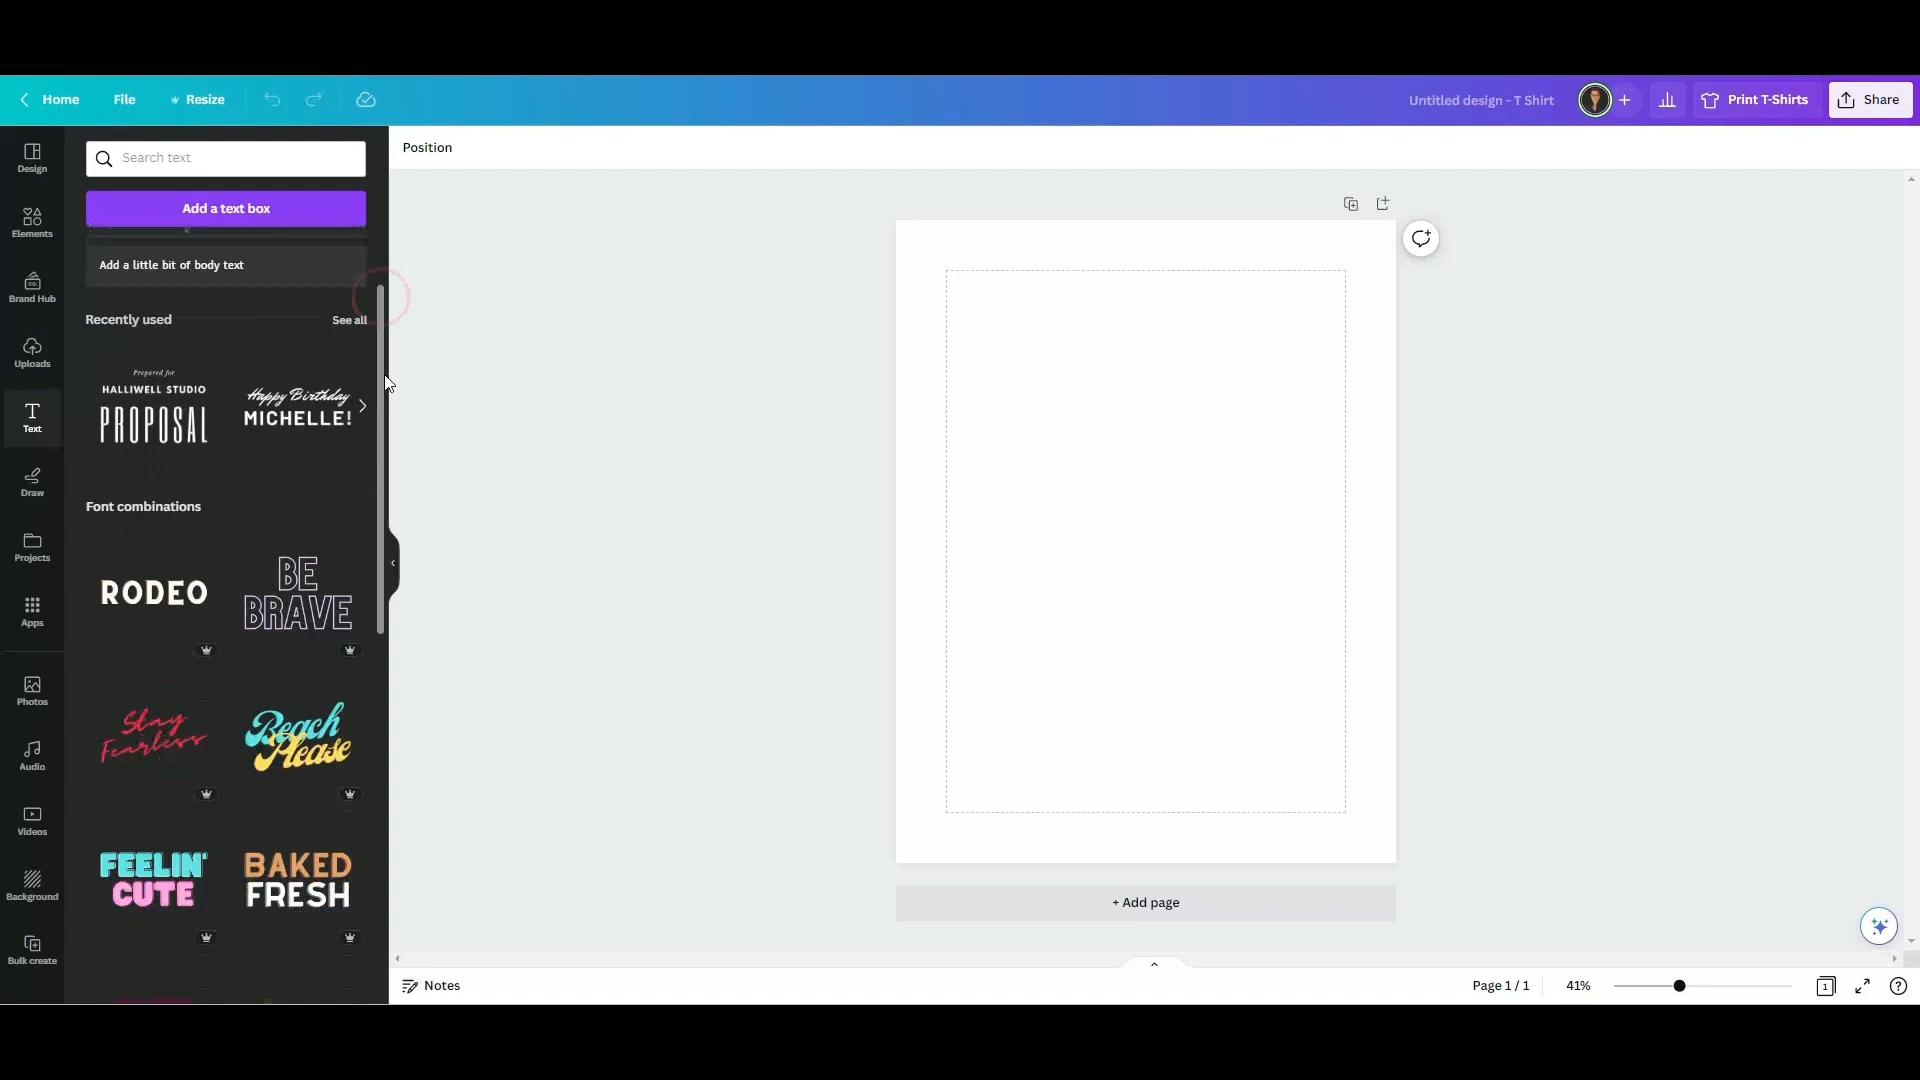 Home
File
Resize
Untitled design - T Shirt
Print T-Shirts
Share
Design
Elements
Brand Hub
Uploads
Text
Draw
Projects
Apps
Photos
Audio
Videos
Background
Bulk create
Search text
Add a text box
Add a little bit of body text
Recently used
See all
Prepared for
HALLIWELL STUDIO
PROPOSAL
Happy Birthday
MICHELLE!
Font combinations
RODEO
BE
BRAVE
Stay
Fearless
Beach
Please
FEELIN'
CUTE
BAKED
FRESH
Position
+ Add page
Notes
Page 1 / 1
41%
1